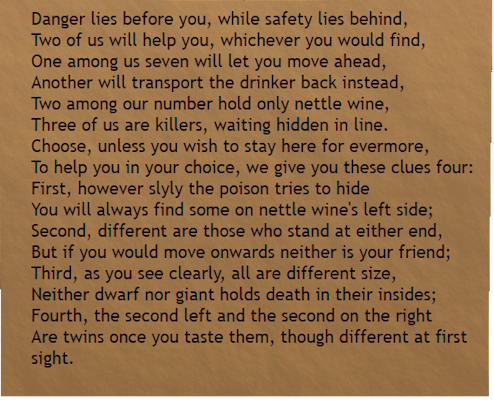 Danger lies before you, while safety lies behind,
Two of us will help you, whichever you would find,
One among us seven will let you move ahead,
Another will transport the drinker back instead,
Two among our number hold only nettle wine,
Three of us are killers, waiting hidden in line.
Choose, unless you wish to stay here for evermore,
To help you in your choice, we give you these clues four:
First, however slyly the poison tries to hide
You will always find some on nettle wine's left side;
Second, different are those who stand at either end,
But if you would move onwards neither is your friend;
Third, as you see clearly, all are different size,
Neither dwarf nor giant holds death in their insides;
Fourth, the second left and the second on the right
Are twins once you taste them, though different at first
sight.